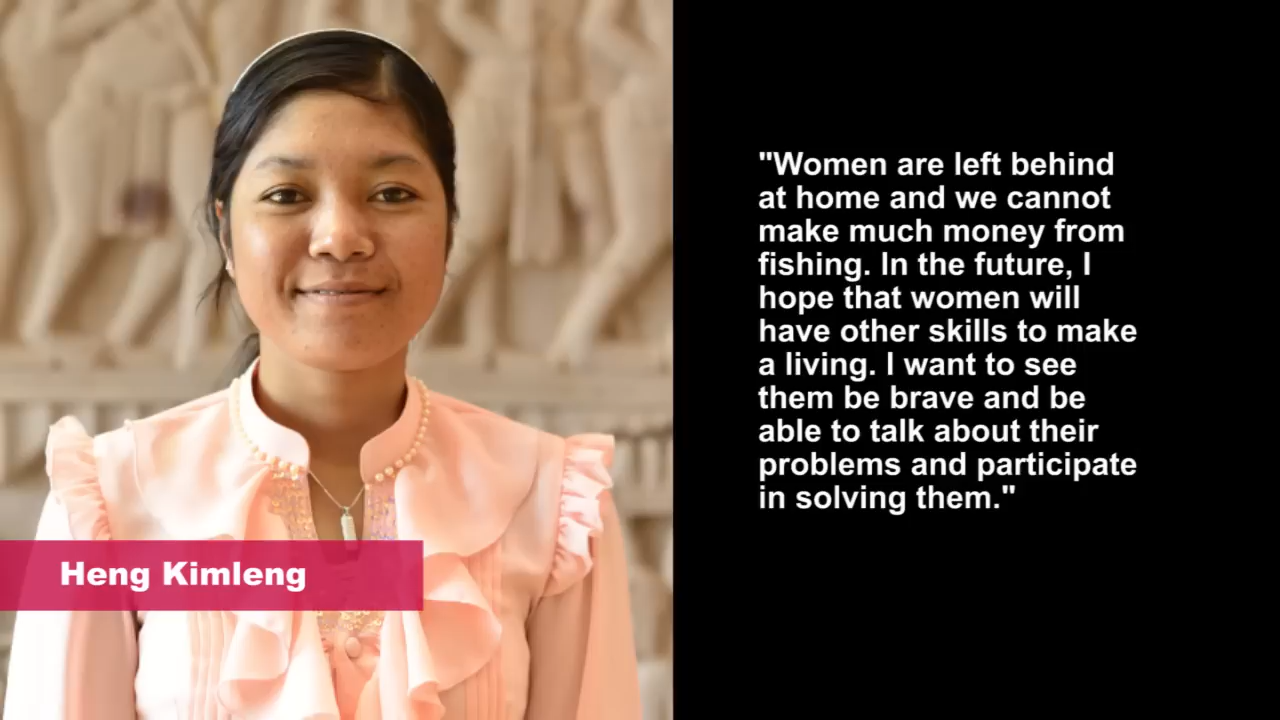 Heng Kimleng
"Women are left behind
at home and we cannot
make much money from
fishing. In the future, I
hope that women will
have other skills to make
a living. I want to see
them be brave and be
able to talk about their
problems and participate
in solving them."